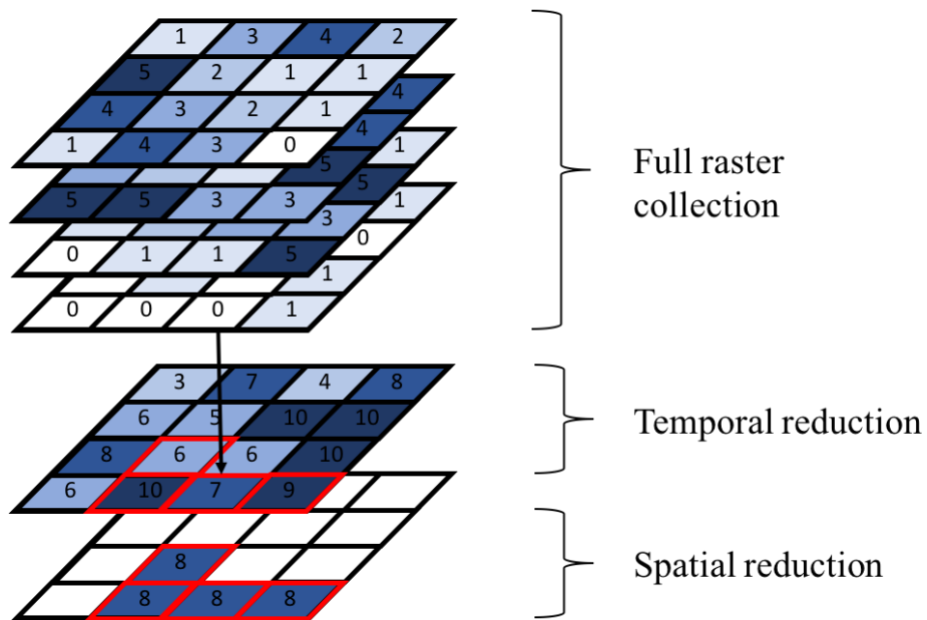 1 3 4 2
5 2 1 1
4 3 2 1
1 4 3 0
4
4
5
5 5 3 3
1
5
3
0 1 1 5
1
0
1
0 0 0 1
Full raster
collection
3 7 4 8
6 5 10 10
8 6 6 10
6 10 7 9
Temporal reduction
8
8 8 8
Spatial reduction